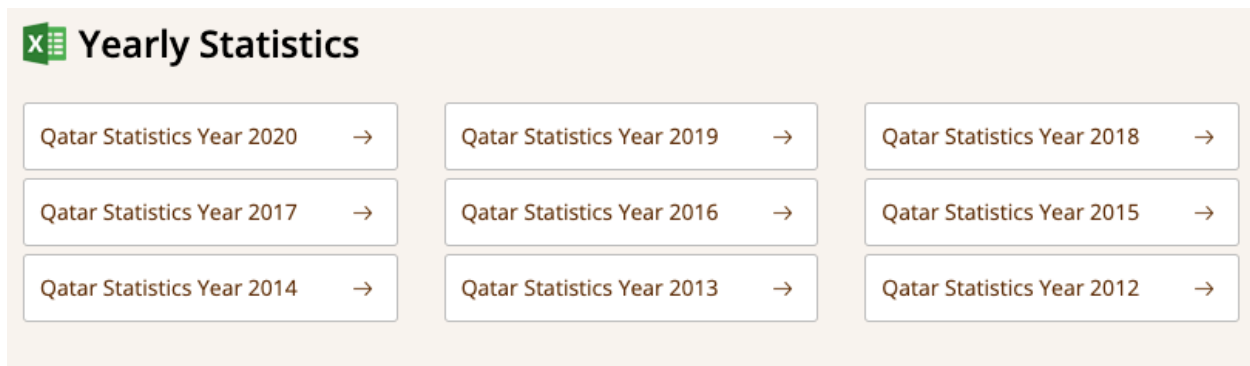 Yearly Statistics
Qatar Statistics Year 2020 →
Qatar Statistics Year 2019 →
Qatar Statistics Year 2018 →
Qatar Statistics Year 2017 →
Qatar Statistics Year 2016 →
Qatar Statistics Year 2015 →
Qatar Statistics Year 2014 →
Qatar Statistics Year 2013 →
Qatar Statistics Year 2012 →